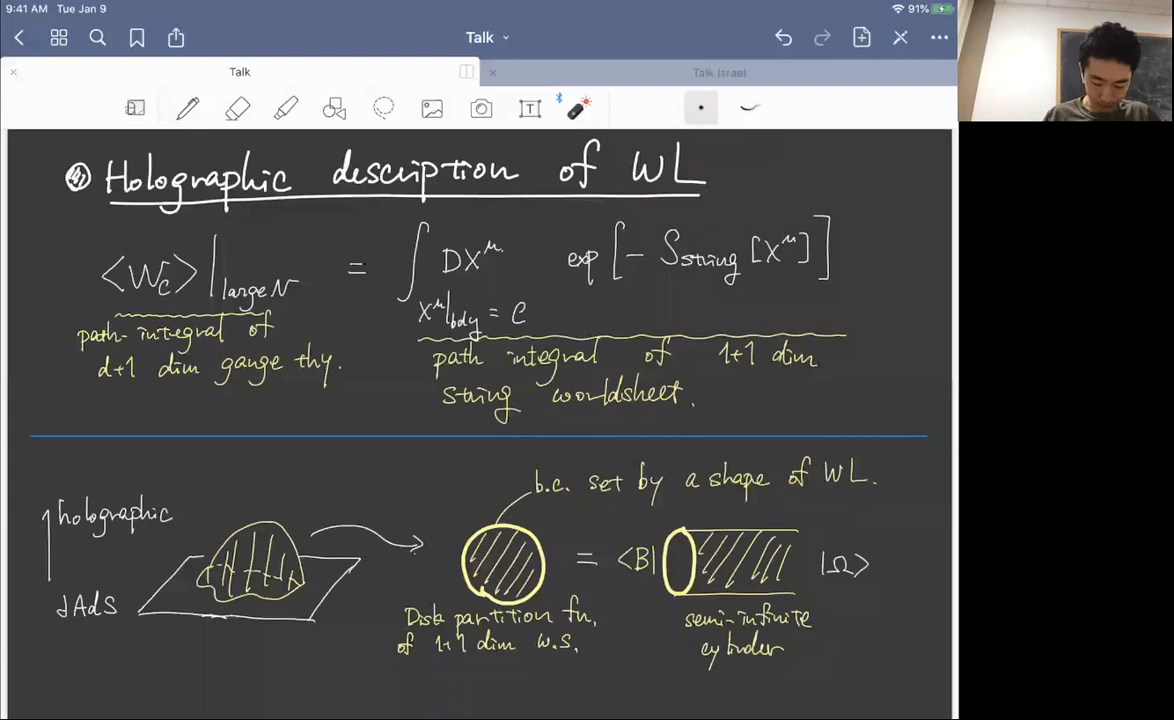 9:41 AM Tue Jan 9
91%
Talk
Talk
Talk Israel
T
Holographic description of WL
<W_C>|_large N = ∫ DX^μ exp[- S_string [X^μ]]
X^μ|_bdy = C
path-integral of
d+1 dim gauge thy.
path integral of 1+1 dim
string worldsheet.
b.c. set by a shape of WL.
holographic
∂AdS
= <B| |Ω>
Disk partition fn.
of 1+1 dim w.s.
semi-infinite
cylinder